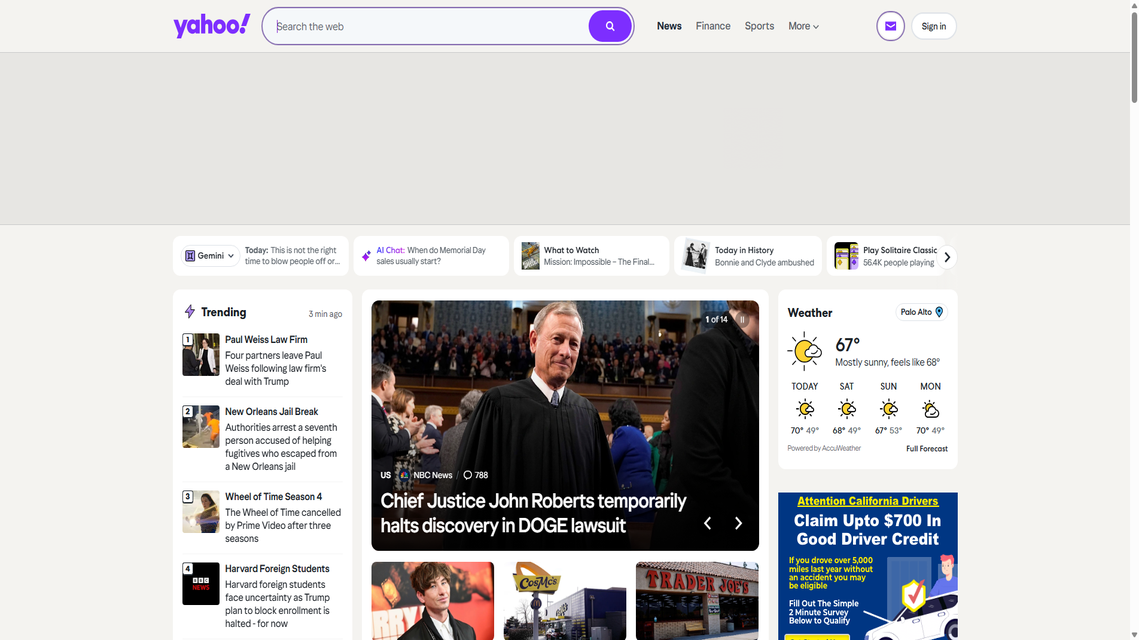 yahoo!
Search the web
News
Finance
Sports
More
Sign in
Gemini
Today: This is not the right
time to blow people off or...
AI Chat: When do Memorial Day
sales usually start?
What to Watch
Mission: Impossible – The Final...
Today in History
Bonnie and Clyde ambushed
Play Solitaire Classic
56.4K people playing
Trending
3 min ago
1
Paul Weiss Law Firm
Four partners leave Paul
Weiss following law firm's
deal with Trump
2
New Orleans Jail Break
Authorities arrest a seventh
person accused of helping
fugitives who escaped from
a New Orleans jail
3
Wheel of Time Season 4
The Wheel of Time cancelled
by Prime Video after three
seasons
4
BBC
NEWS
Harvard Foreign Students
Harvard foreign students
face uncertainty as Trump
plan to block enrollment is
halted - for now
1 of 14
US
NBC News
788
Chief Justice John Roberts temporarily
halts discovery in DOGE lawsuit
CosMc's
TRADER JOE'S
Weather
Palo Alto
67°
Mostly sunny, feels like 68°
TODAY
SAT
SUN
MON
70° 49°
68° 49°
67° 53°
70° 49°
Powered by AccuWeather
Full Forecast
Attention California Drivers
Claim Upto $700 In
Good Driver Credit
If you drove over 5,000
miles last year without
an accident you may
be eligible
Fill Out The Simple
2 Minute Survey
Below to Qualify